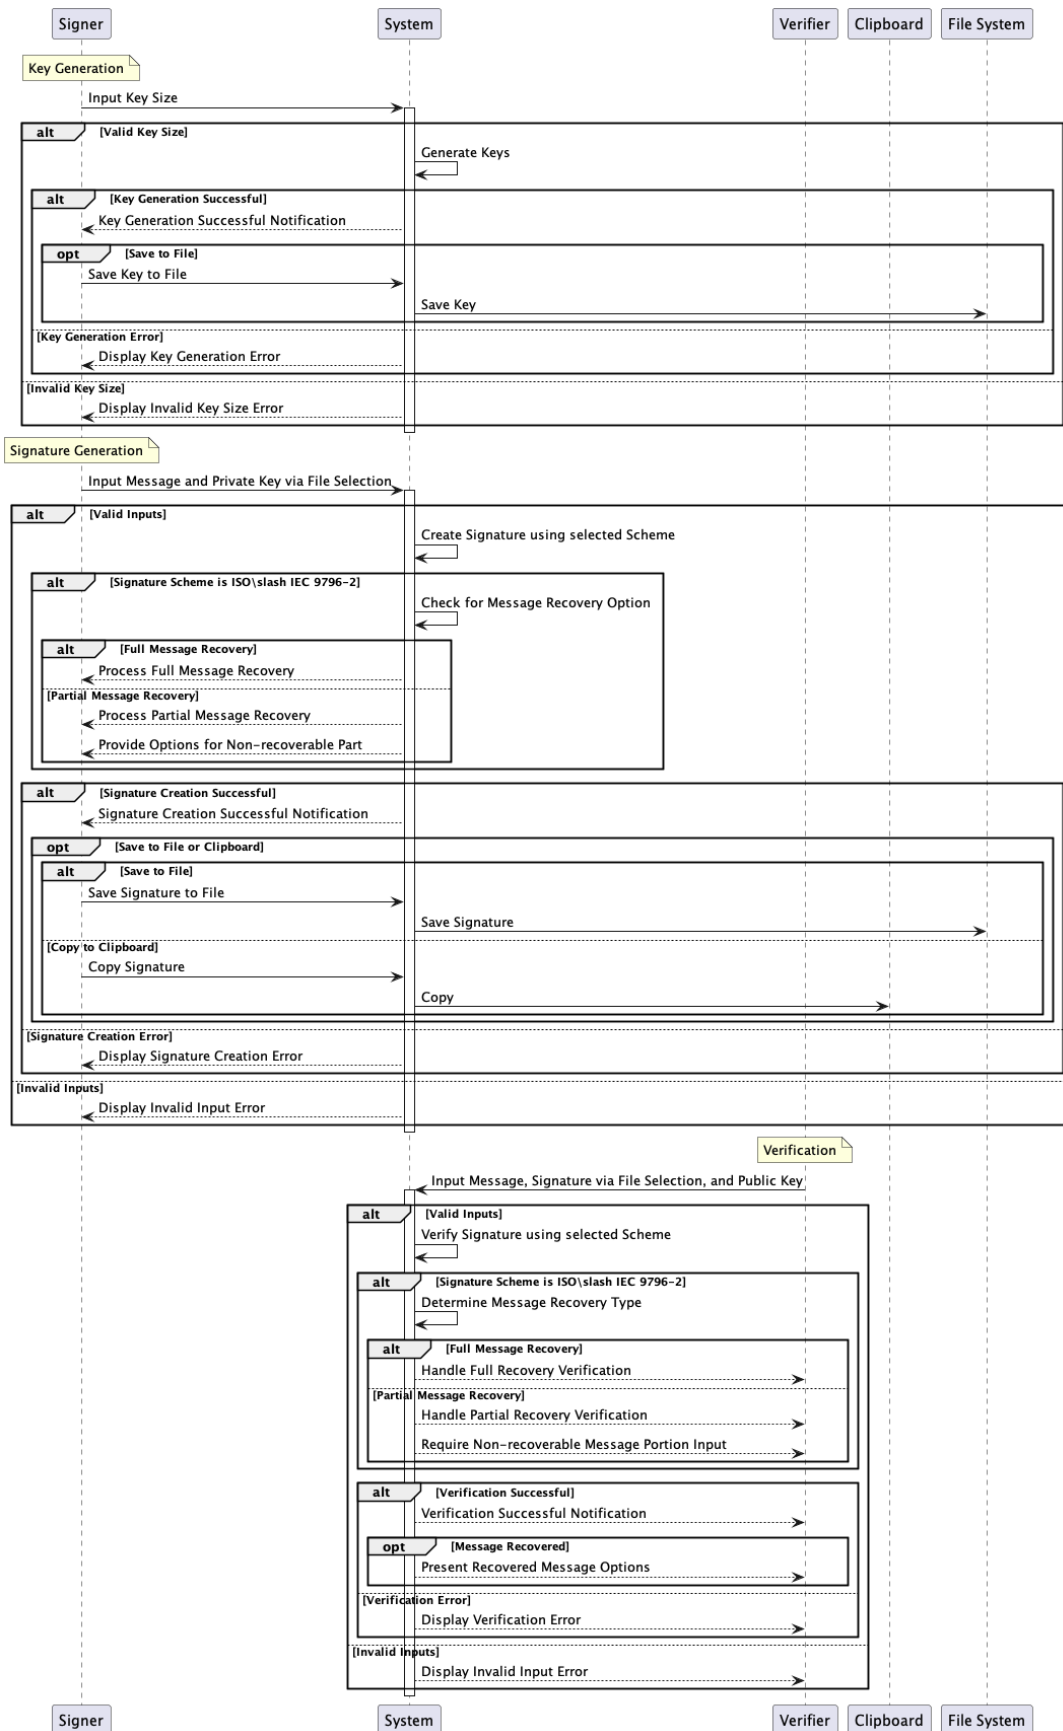 Signer System Verifier Clipboard File System
Key Generation
Input Key Size
alt [Valid Key Size]
Generate Keys
alt [Key Generation Successful]
Key Generation Successful Notification
opt [Save to File]
Save Key to File
Save Key
[Key Generation Error]
Display Key Generation Error
[Invalid Key Size]
Display Invalid Key Size Error
Signature Generation
Input Message and Private Key via File Selection
alt [Valid Inputs]
Create Signature using selected Scheme
alt [Signature Scheme is ISO\slash IEC 9796-2]
Check for Message Recovery Option
alt [Full Message Recovery]
Process Full Message Recovery
[Partial Message Recovery]
Process Partial Message Recovery
Provide Options for Non-recoverable Part
alt [Signature Creation Successful]
Signature Creation Successful Notification
opt [Save to File or Clipboard]
alt [Save to File]
Save Signature to File
Save Signature
[Copy to Clipboard]
Copy Signature
Copy
[Signature Creation Error]
Display Signature Creation Error
[Invalid Inputs]
Display Invalid Input Error
Verification
Input Message, Signature via File Selection, and Public Key
alt [Valid Inputs]
Verify Signature using selected Scheme
alt [Signature Scheme is ISO\slash IEC 9796-2]
Determine Message Recovery Type
alt [Full Message Recovery]
Handle Full Recovery Verification
[Partial Message Recovery]
Handle Partial Recovery Verification
Require Non-recoverable Message Portion Input
alt [Verification Successful]
Verification Successful Notification
opt [Message Recovered]
Present Recovered Message Options
[Verification Error]
Display Verification Error
[Invalid Inputs]
Display Invalid Input Error
Signer System Verifier Clipboard File System